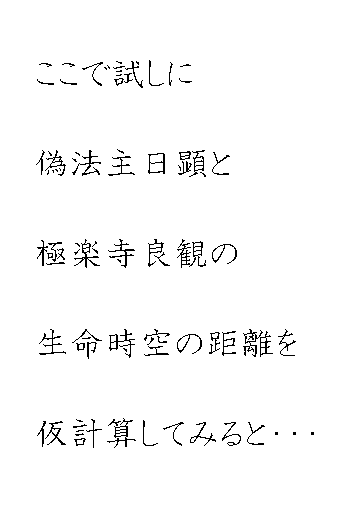 ここで試しに
偽法主日顕と
極楽寺良観の
生命時空の距離を
仮計算してみると・・・